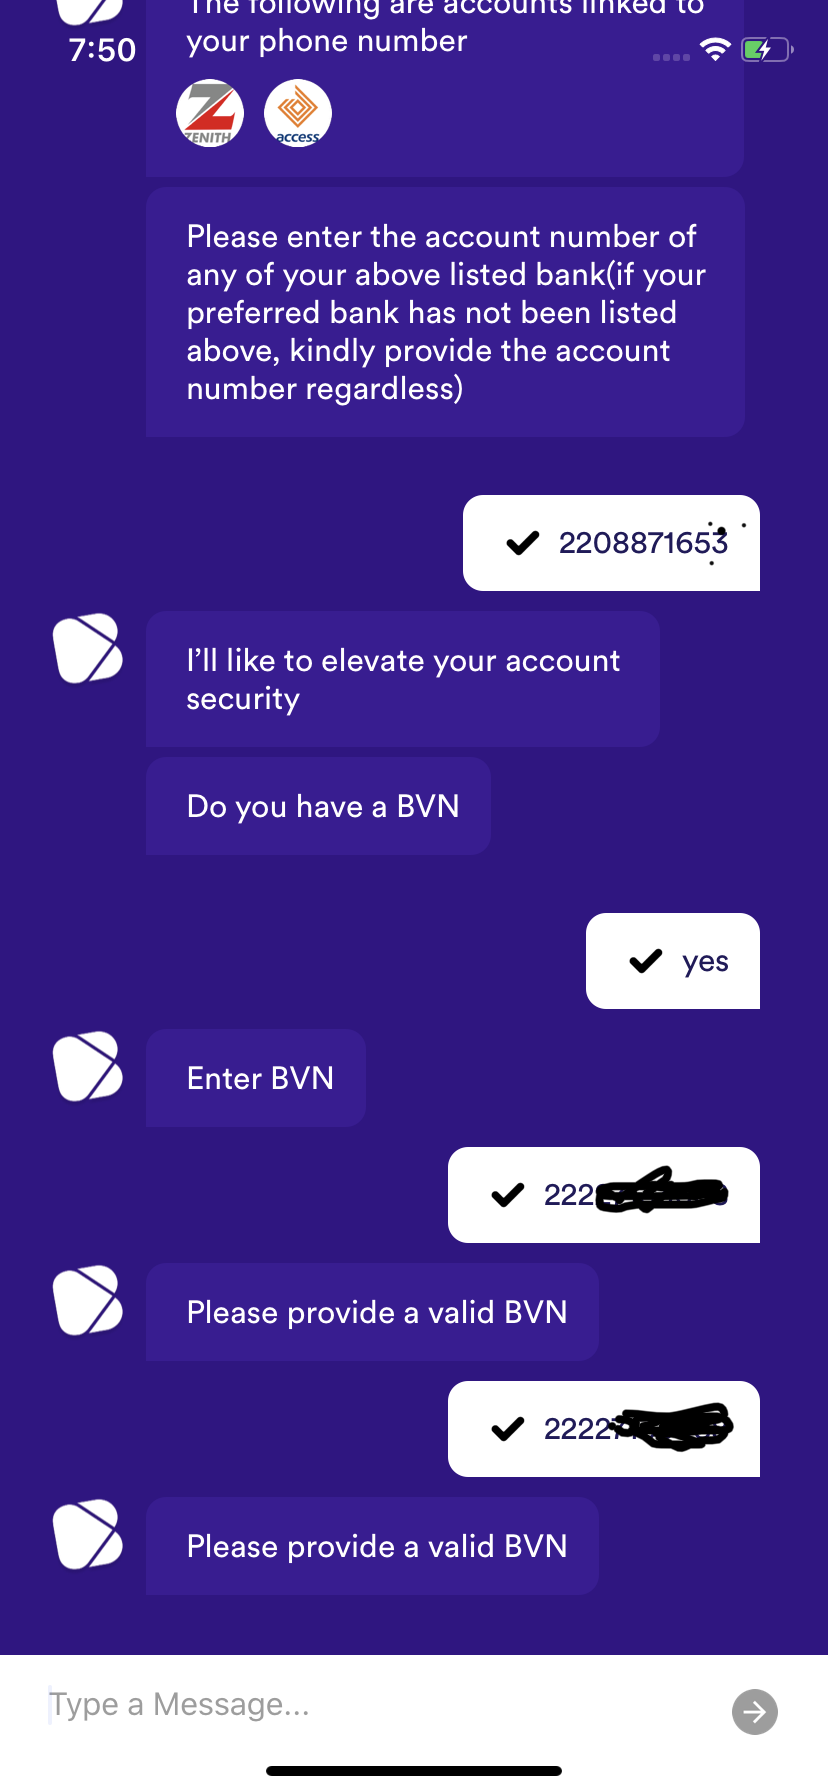 The following are accounts linked to
7:50
your phone number
ZENITH
access
Please enter the account number of
any of your above listed bank(if your
preferred bank has not been listed
above, kindly provide the account
number regardless)
2208871653
I'll like to elevate your account
security
Do you have a BVN
yes
Enter BVN
222
Please provide a valid BVN
2222
Please provide a valid BVN
Type a Message...